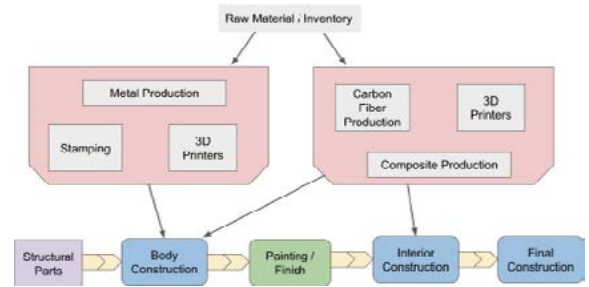 Raw Material / Inventory
Metal Production
Stamping
3D
Printers
Carbon
Fiber
Production
3D
Printers
Composite Production
Structural
Parts
Body
Construction
Painting /
Finish
Interior
Construction
Final
Construction